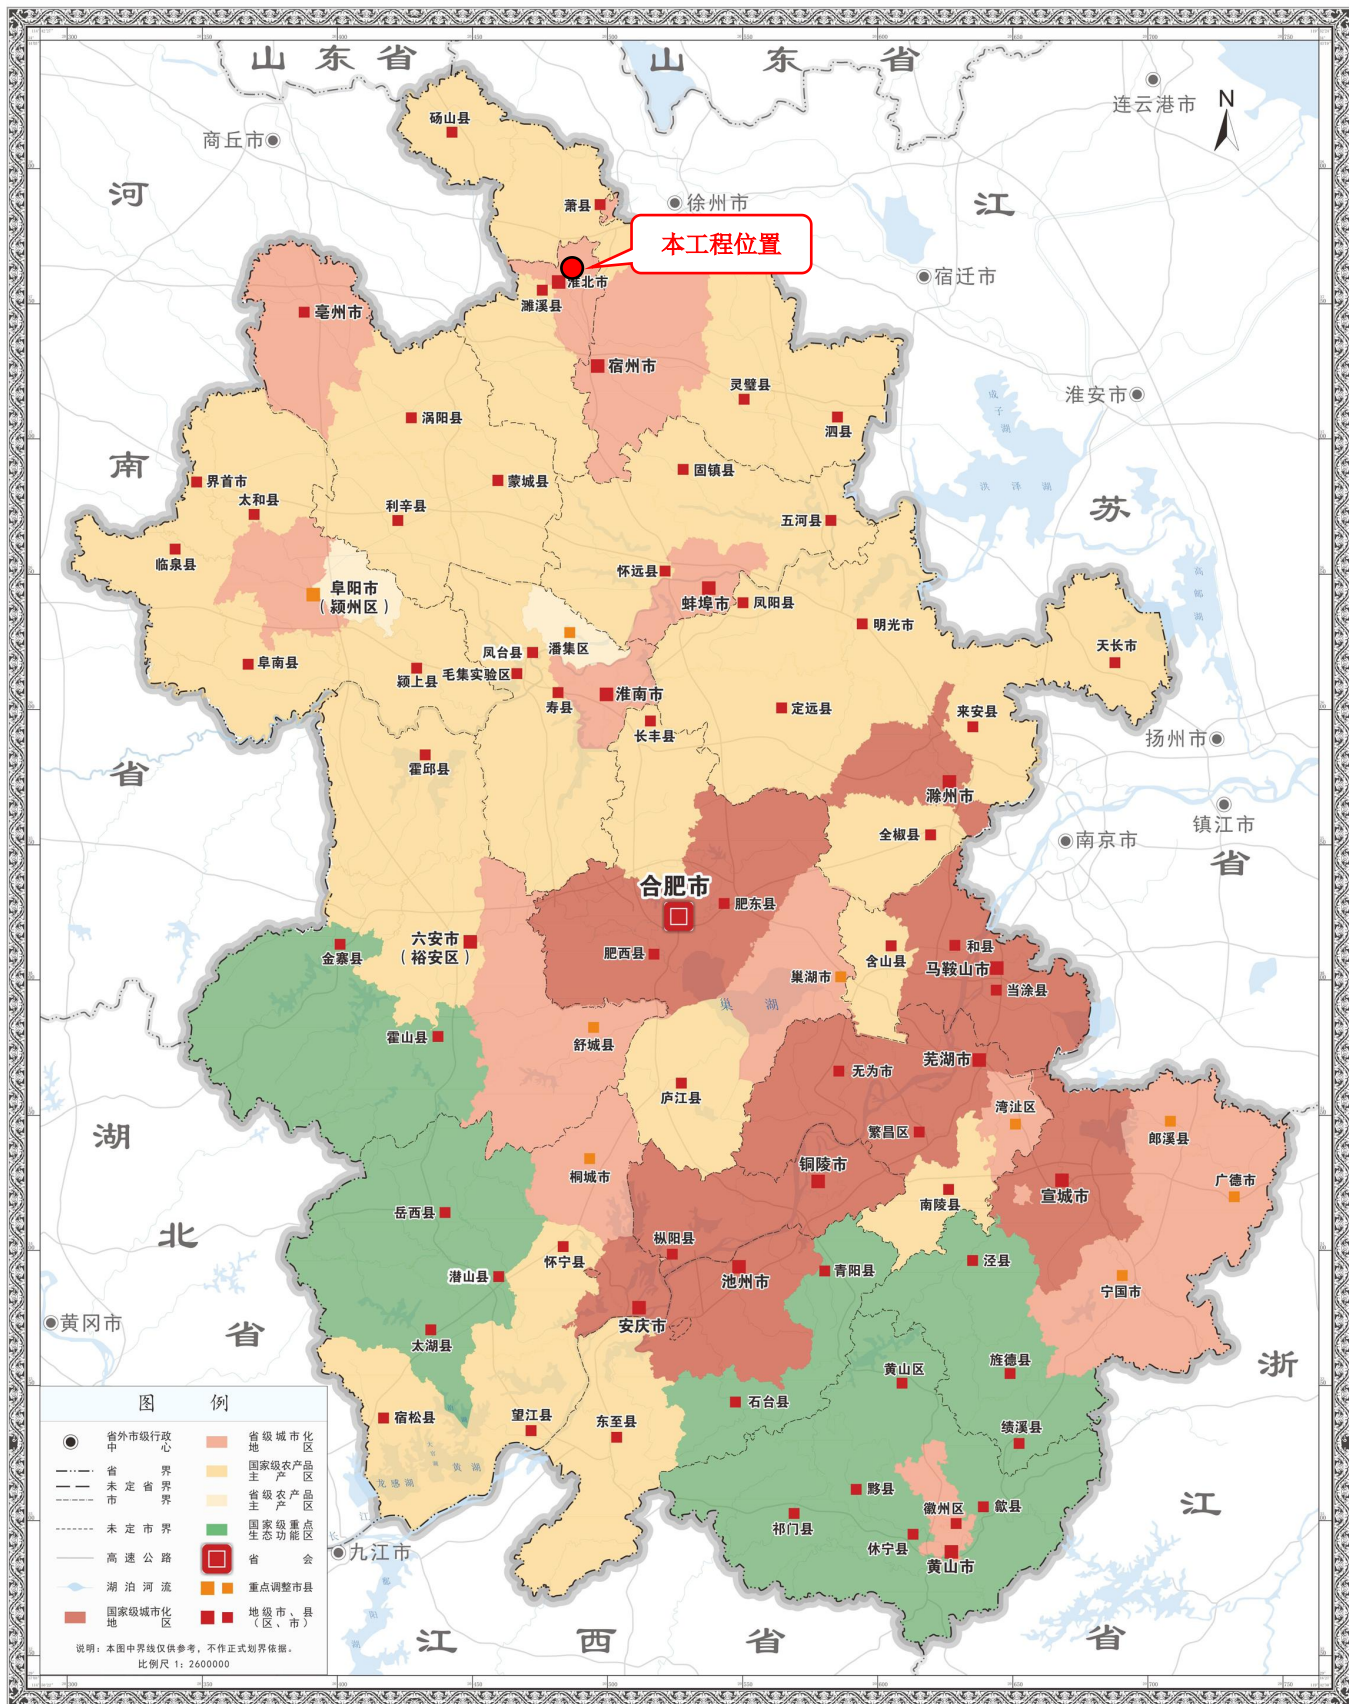 山东省
山东省
连云港市
N
商丘市
砀山县
河
萧县
徐州市
江
本工程位置
宿迁市
淮北市
濉溪县
亳州市
宿州市
灵璧县
淮安市
成子湖
涡阳县
泗县
南
界首市
太和县
蒙城县
固镇县
洪泽湖
利辛县
五河县
苏
临泉县
怀远县
高邮湖
阜阳市
（颍州区）
蚌埠市
凤阳县
明光市
天长市
凤台县
潘集区
阜南县
颍上县
毛集实验区
寿县
淮南市
定远县
来安县
长丰县
扬州市
省
霍邱县
滁州市
镇江市
全椒县
南京市
省
合肥市
肥东县
六安市
（裕安区）
金寨县
肥西县
和县
含山县
马鞍山市
巢湖市
当涂县
巢湖
霍山县
舒城县
芜湖市
无为市
庐江县
湾沚区
湖
繁昌区
郎溪县
铜陵市
桐城市
宣城市
广德市
南陵县
岳西县
北
枞阳县
怀宁县
泾县
潜山县
池州市
青阳县
宁国市
黄冈市
安庆市
省
太湖县
黄山区
旌德县
浙
石台县
宿松县
望江县
东至县
绩溪县
黄湖
龙感湖
黟县
徽州区
歙县
江
祁门县
休宁县
黄山市
九江市
江西省
省
图例
省外市级行政中心
省级城市化地区
省界
国家级农产品主产区
未定省界
市界
省级农产品主产区
未定市界
国家级重点生态功能区
高速公路
省会
湖泊河流
重点调整市县
国家级城市化地区
地级市、县（区、市）
说明：本图中界线仅供参考，不作正式划界依据。
比例尺 1：2600000